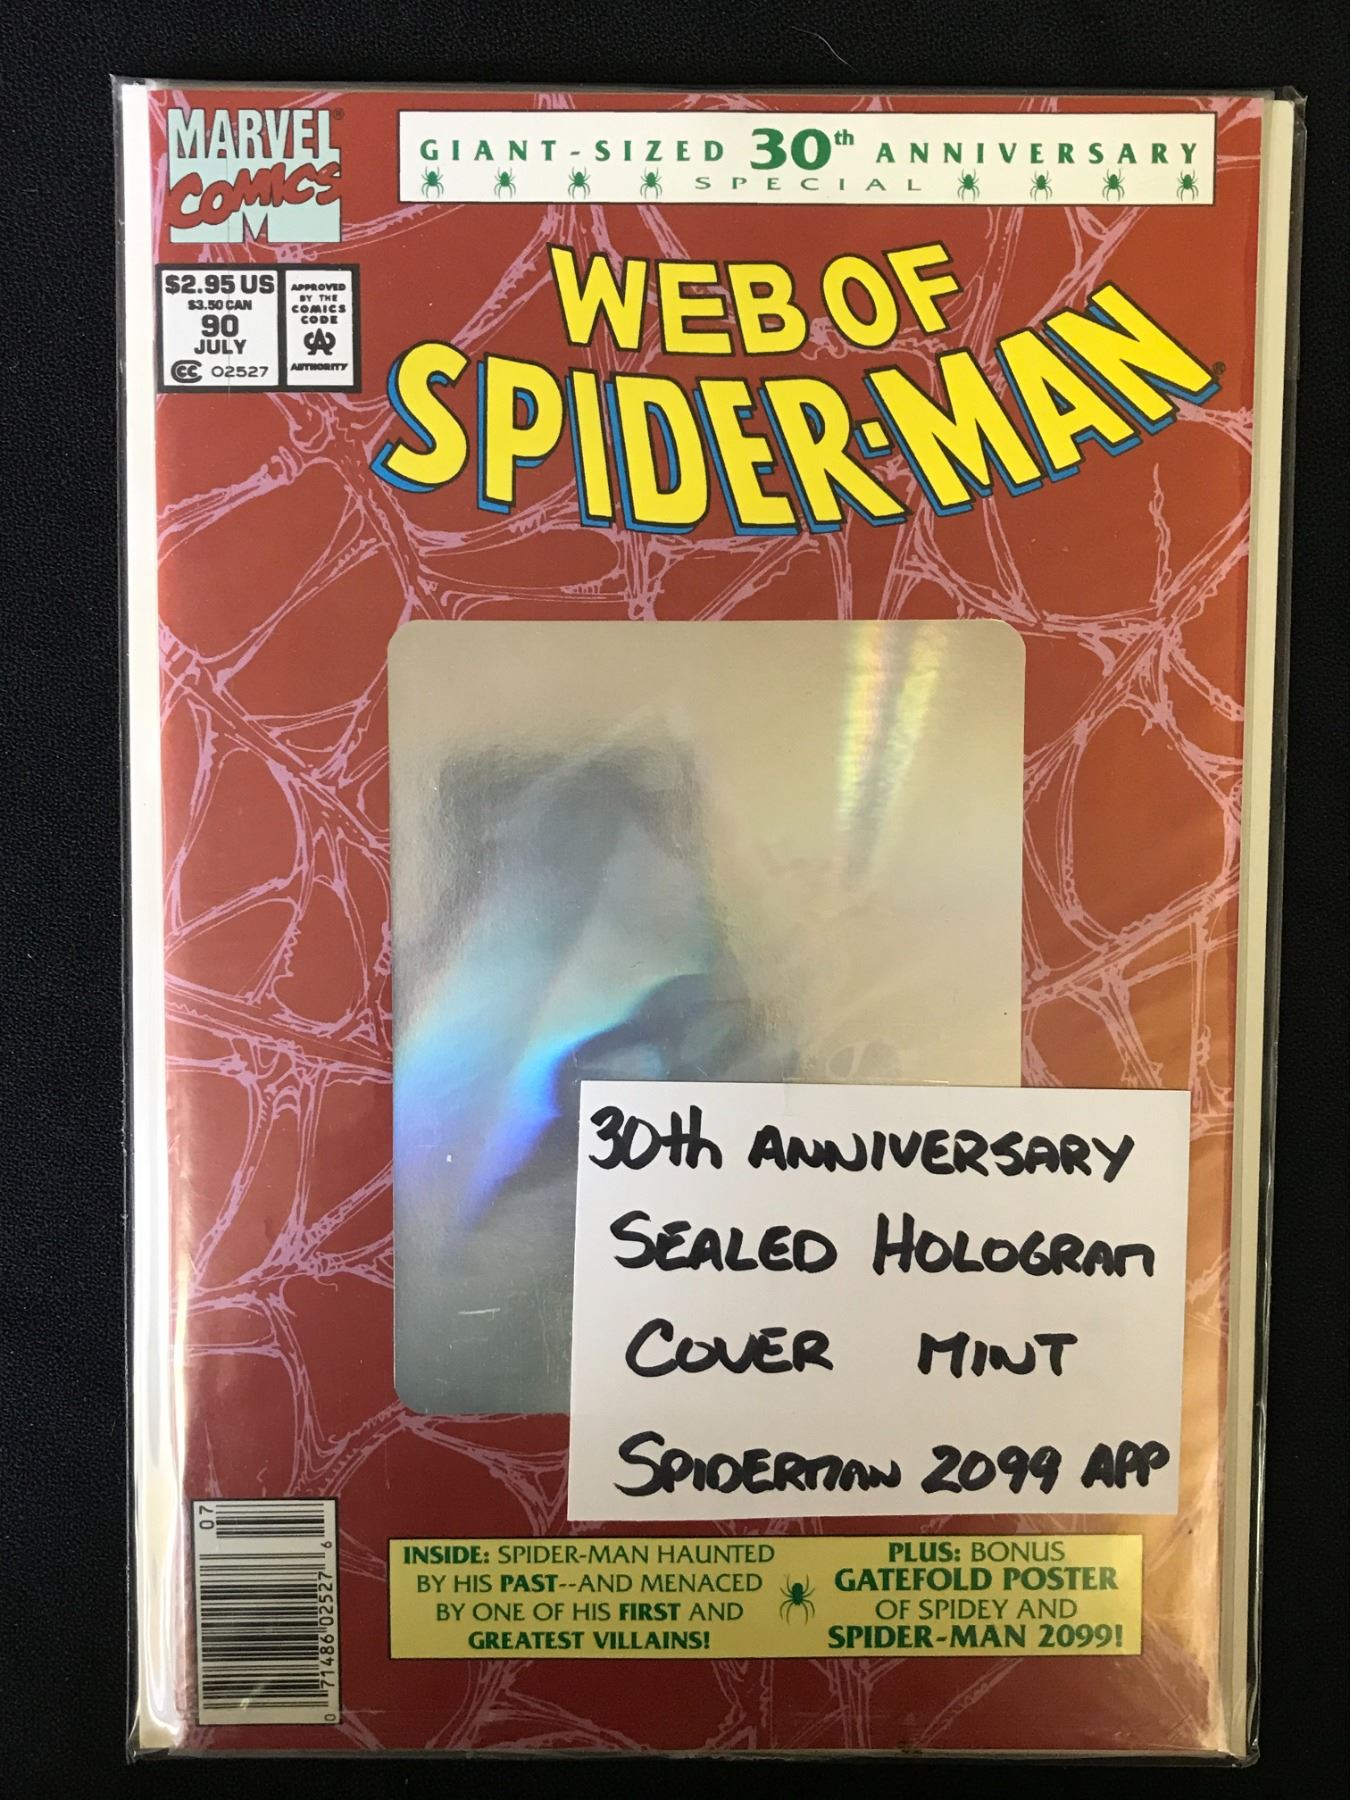 MARVEL®
COMICS
M
GIANT-SIZED 30th ANNIVERSARY
SPECIAL
$2.95 US
$3.50 CAN
90
JULY
CC 02527
APPROVED
BY THE
COMICS
CODE
CA
AUTHORITY
WEB OF
SPIDER-MAN®
30th ANNIVERSARY
SEALED HOLOGRAM
COVER MINT
SPIDERMAN 2099 APP
INSIDE: SPIDER-MAN HAUNTED
BY HIS PAST--AND MENACED
BY ONE OF HIS FIRST AND
GREATEST VILLAINS!
PLUS: BONUS
GATEFOLD POSTER
OF SPIDEY AND
SPIDER-MAN 2099!
07
0 71486 02527 6